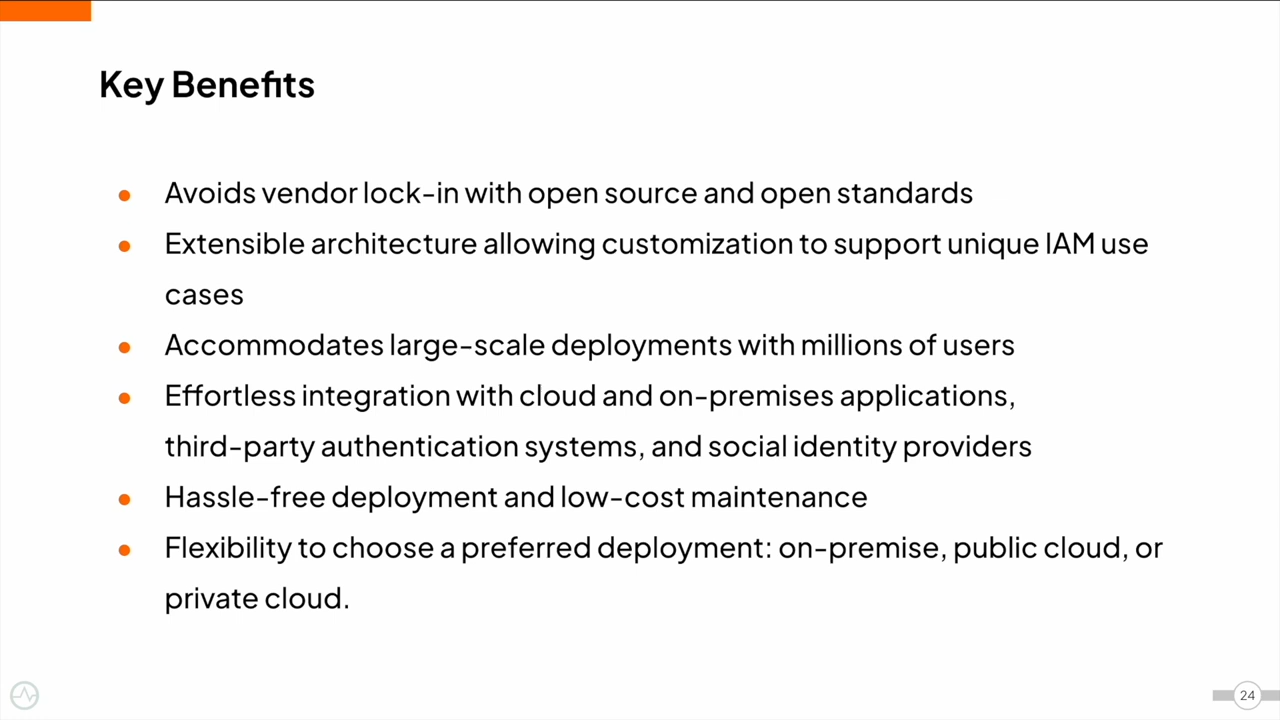 Key Benefits
● Avoids vendor lock-in with open source and open standards
● Extensible architecture allowing customization to support unique IAM use
cases
● Accommodates large-scale deployments with millions of users
● Effortless integration with cloud and on-premises applications,
third-party authentication systems, and social identity providers
● Hassle-free deployment and low-cost maintenance
● Flexibility to choose a preferred deployment: on-premise, public cloud, or
private cloud.
24